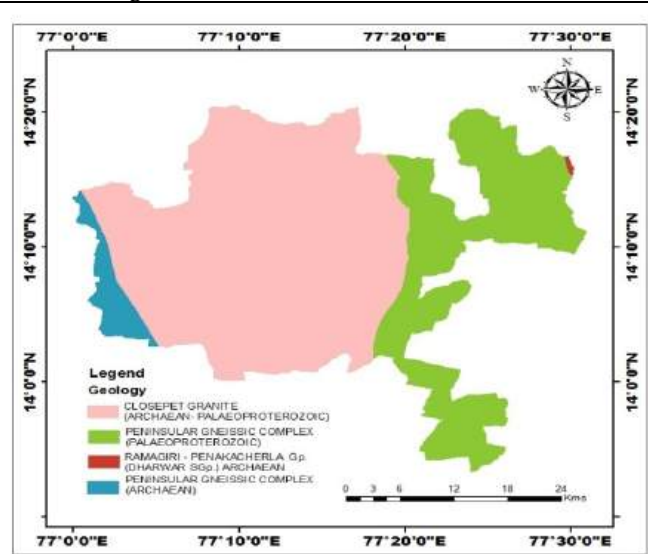 77°0'0"E 77°10'0"E 77°20'0"E 77°30'0"E
N
W E
S
14°20'0"N 14°20'0"N
14°10'0"N 14°10'0"N
14°0'0"N 14°0'0"N
Legend
Geology
CLOSEPET GRANITE
(ARCHAEAN- PALAEOPROTEROZOIC)
PENINSULAR GNEISSIC COMPLEX
(PALAEOPROTEROZOIC)
RAMAGIRI - PENAKACHERLA Gp.
(DHARWAR SGp.) ARCHAEAN
PENINSULAR GNEISSIC COMPLEX
(ARCHAEAN)
0 3 6 12 18 24
Kms
77°0'0"E 77°10'0"E 77°20'0"E 77°30'0"E